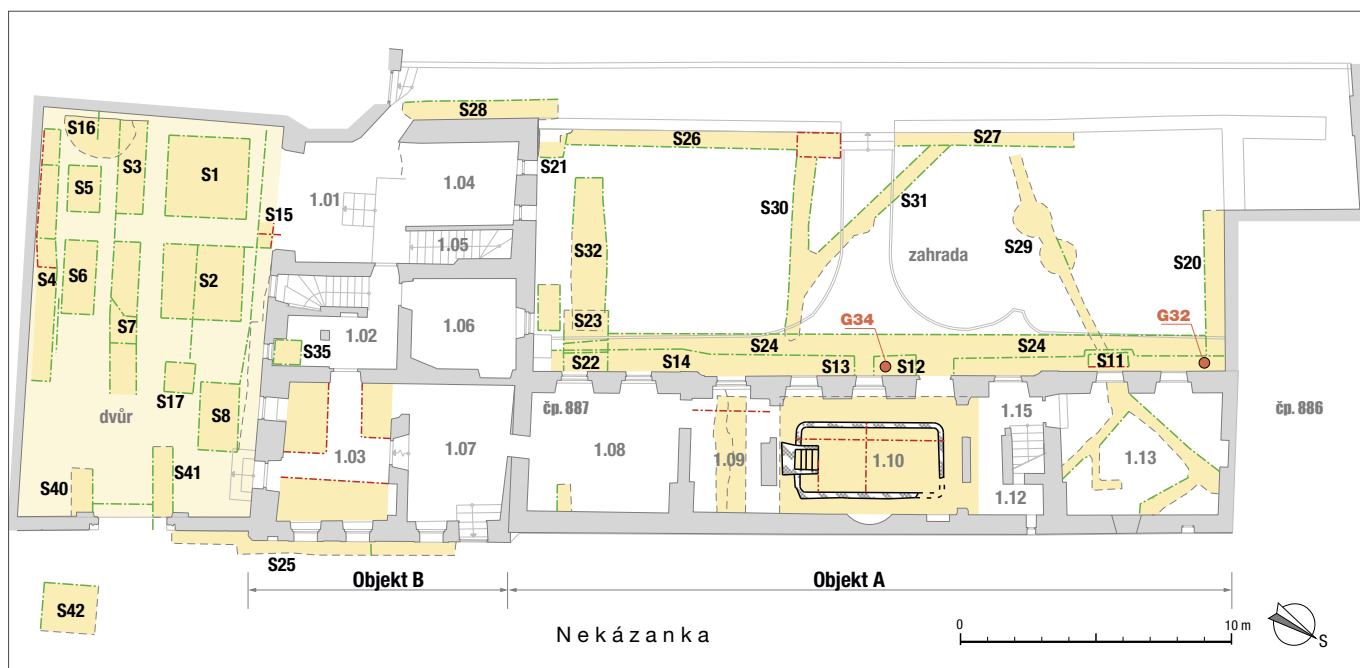 S28
S16
S3
S1
S26
S27
S21
S5
1.04
1.01
S30
S31
S15
S29
1.05
S32
zahrada
S20
S4
S6
S2
S7
S23
G34
G32
1.02
1.06
S35
S22
S14
S24
S13
S12
S24
S11
S17
S8
dvůr
čp. 887
1.15
čp. 886
1.03
1.07
1.08
1.09
1.10
1.13
S40
S41
1.12
S25
Objekt B
Objekt A
S42
Nekázanka
0
10 m
S